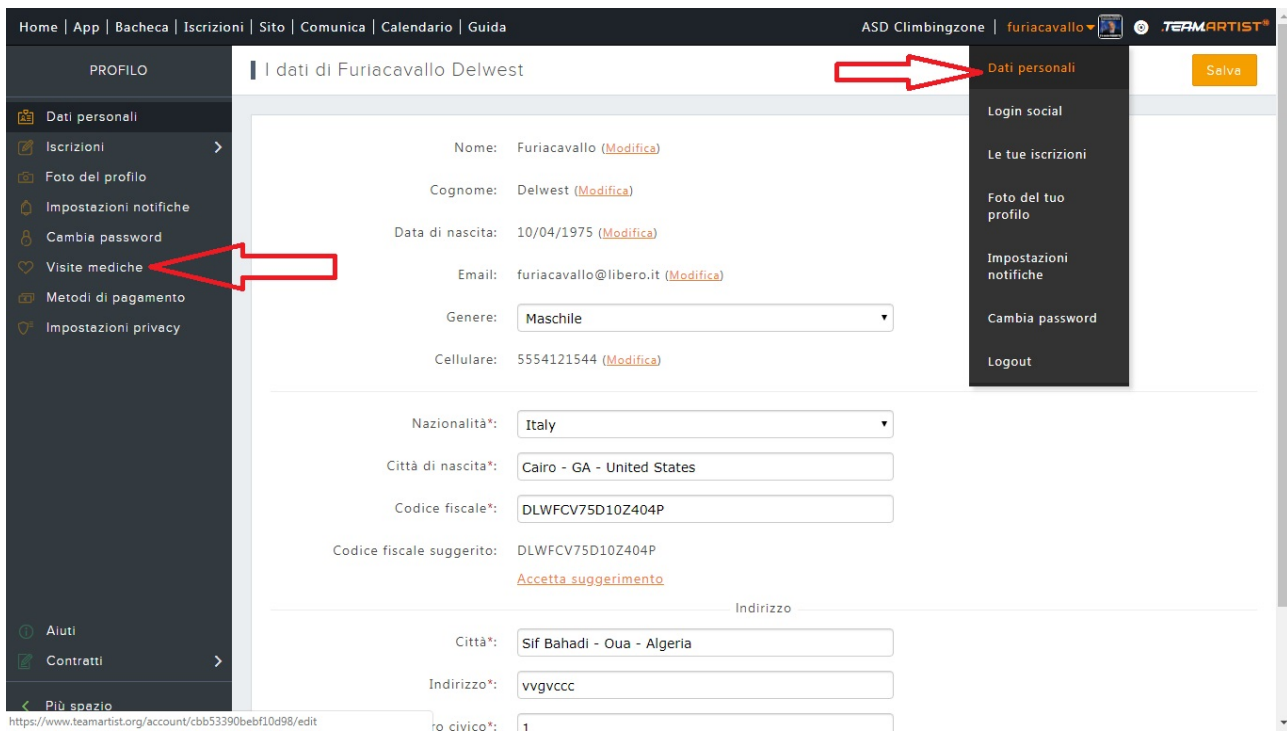 Home | App | Bacheca | Iscrizioni | Sito | Comunica | Calendario | Guida
ASD Climbingzone | furiacavallo
TEAMARTIST
PROFILO
Dati personali
Iscrizioni
Foto del profilo
Impostazioni notifiche
Cambia password
Visite mediche
Metodi di pagamento
Impostazioni privacy
Aiuti
Contratti
Più spazio
https://www.teamartist.org/account/cbb53390bebf10d98/edit
I dati di Furiacavallo Delwest
Salva
Nome: Furiacavallo (Modifica)
Cognome: Delwest (Modifica)
Data di nascita: 10/04/1975 (Modifica)
Email: furiacavallo@libero.it (Modifica)
Genere: Maschile
Cellulare: 5554121544 (Modifica)
Nazionalità*: Italy
Città di nascita*: Cairo - GA - United States
Codice fiscale*: DLWFCV75D10Z404P
Codice fiscale suggerito: DLWFCV75D10Z404P
Accetta suggerimento
Indirizzo
Città*: Sif Bahadi - Oua - Algeria
Indirizzo*: vvgvccc
ro civico*: 1
Dati personali
Login social
Le tue iscrizioni
Foto del tuo
profilo
Impostazioni
notifiche
Cambia password
Logout